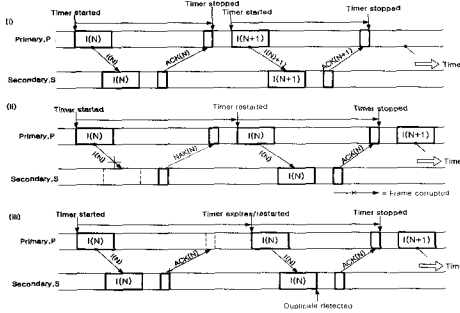 (i)
Timer started
Timer stopped
Timer started
Timer stopped
Primary,P
I(N)
I(N+1)
I(N)
ACK(N)
I(N)+1)
ACK(N+1)
Secondary,S
I(N)
I(N+1)
Time
(ii)
Timer started
Timer restarted
Timer stopped
Primary,P
I(N)
I(N)
I(N+1)
I(N)
NAK(N)
I(N)
ACK(N)
Secondary,S
I(N)
Time
= Frame corrupted
(iii)
Timer started
Timer expires/restarted
Timer stopped
Primary,P
I(N)
I(N)
I(N+1)
I(N)
ACK(N)
I(N)
ACK(N)
Secondary,S
I(N)
I(N)
Time
Duplicate detected